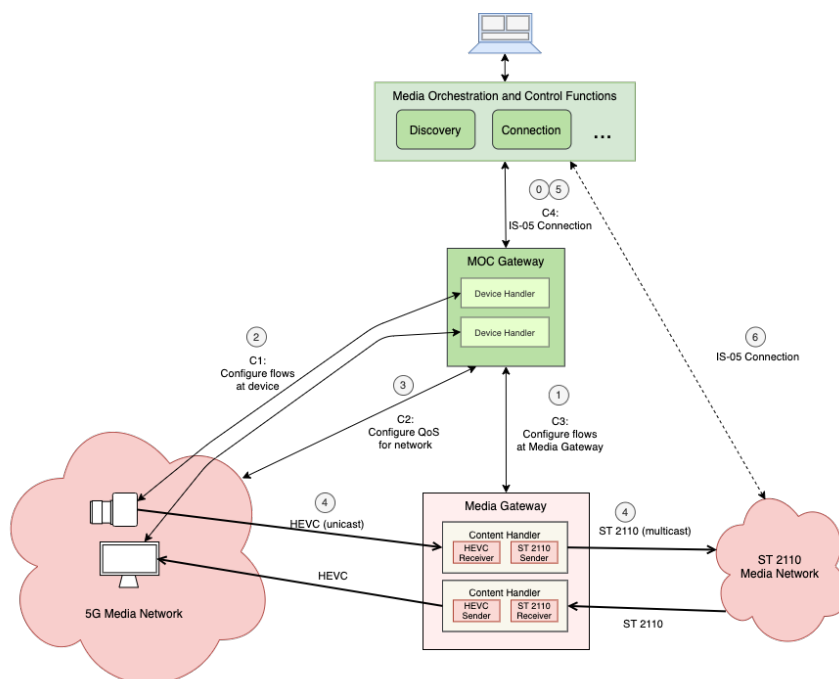 Media Orchestration and Control Functions
Discovery
Connection
...
0
5
C4:
IS-05 Connection
MOC Gateway
Device Handler
Device Handler
2
C1:
Configure flows
at device
3
C2:
Configure QoS
for network
1
C3:
Configure flows
at Media Gateway
6
IS-05 Connection
4
HEVC (unicast)
Media Gateway
Content Handler
HEVC
Receiver
ST 2110
Sender
4
ST 2110 (multicast)
ST 2110
Media Network
HEVC
Content Handler
HEVC
Sender
ST 2110
Receiver
ST 2110
5G Media Network